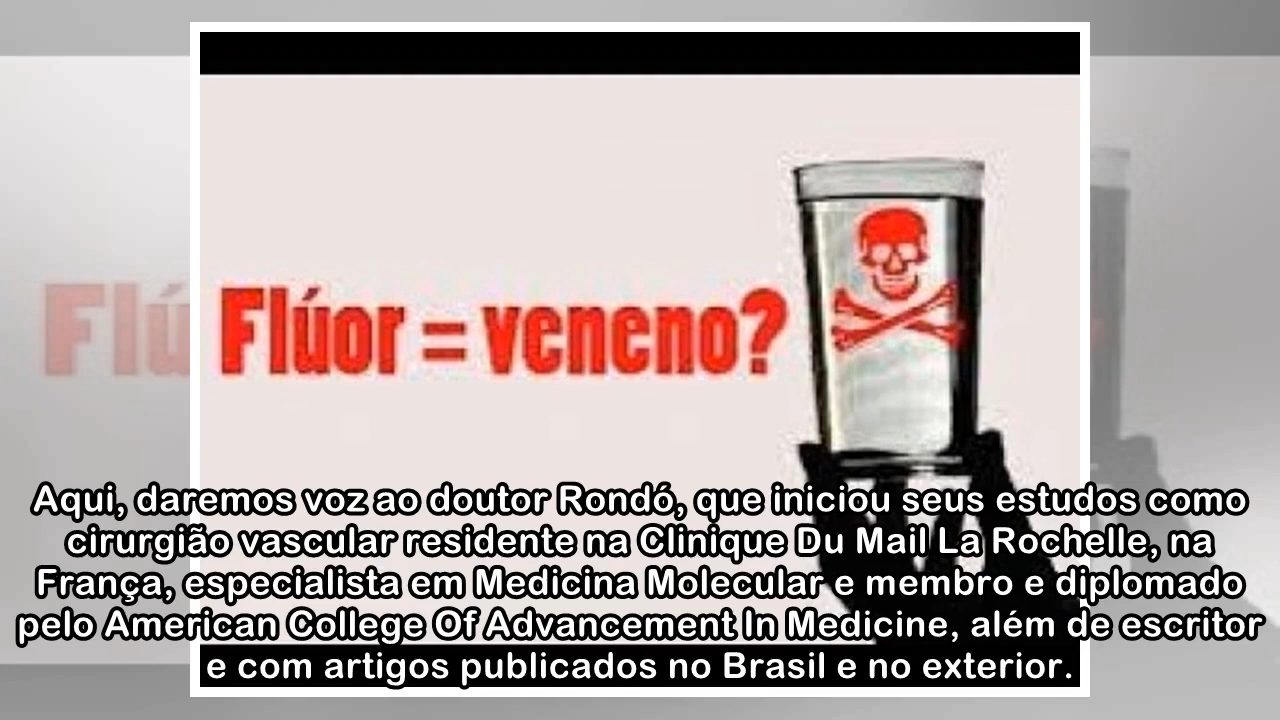 Flúor = veneno?
Aqui, daremos voz ao doutor Rondó, que iniciou seus estudos como
cirurgião vascular residente na Clinique Du Mail La Rochelle, na
França, especialista em Medicina Molecular e membro e diplomado
pelo American College Of Advancement In Medicine, além de escritor
e com artigos publicados no Brasil e no exterior.